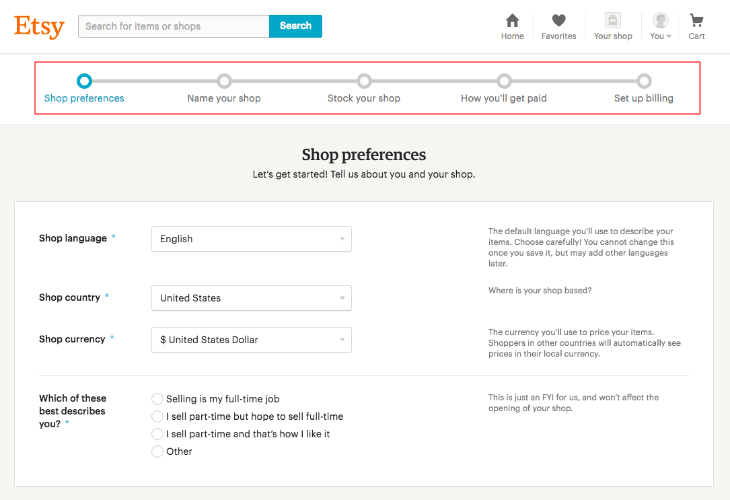 Etsy
Search for items or shops
Search
Home
Favorites
Your shop
You
Cart
Shop preferences
Name your shop
Stock your shop
How you'll get paid
Set up billing
Shop preferences
Let's get started! Tell us about you and your shop.
Shop language *
English
The default language you'll use to describe your
items. Choose carefully! You cannot change this
once you save it, but may add other languages
later.
Shop country *
United States
Where is your shop based?
Shop currency *
$ United States Dollar
The currency you'll use to price your items.
Shoppers in other countries will automatically see
prices in their local currency.
Which of these
best describes
you? *
Selling is my full-time job
I sell part-time but hope to sell full-time
I sell part-time and that's how I like it
Other
This is just an FYI for us, and won't affect the
opening of your shop.